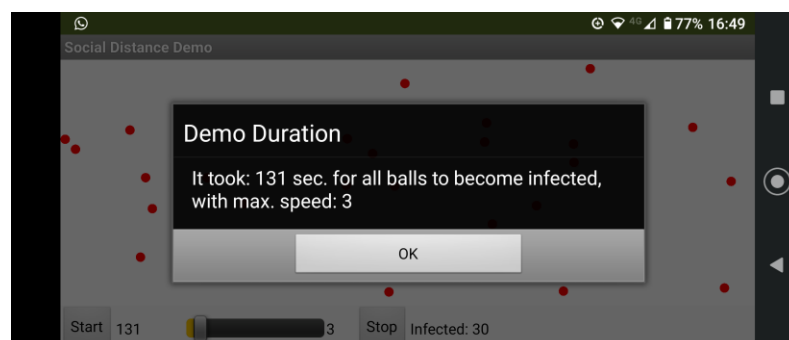 4G 77% 16:49
Social Distance Demo
Demo Duration
It took: 131 sec. for all balls to become infected,
with max. speed: 3
OK
Start 131 3 Stop Infected: 30